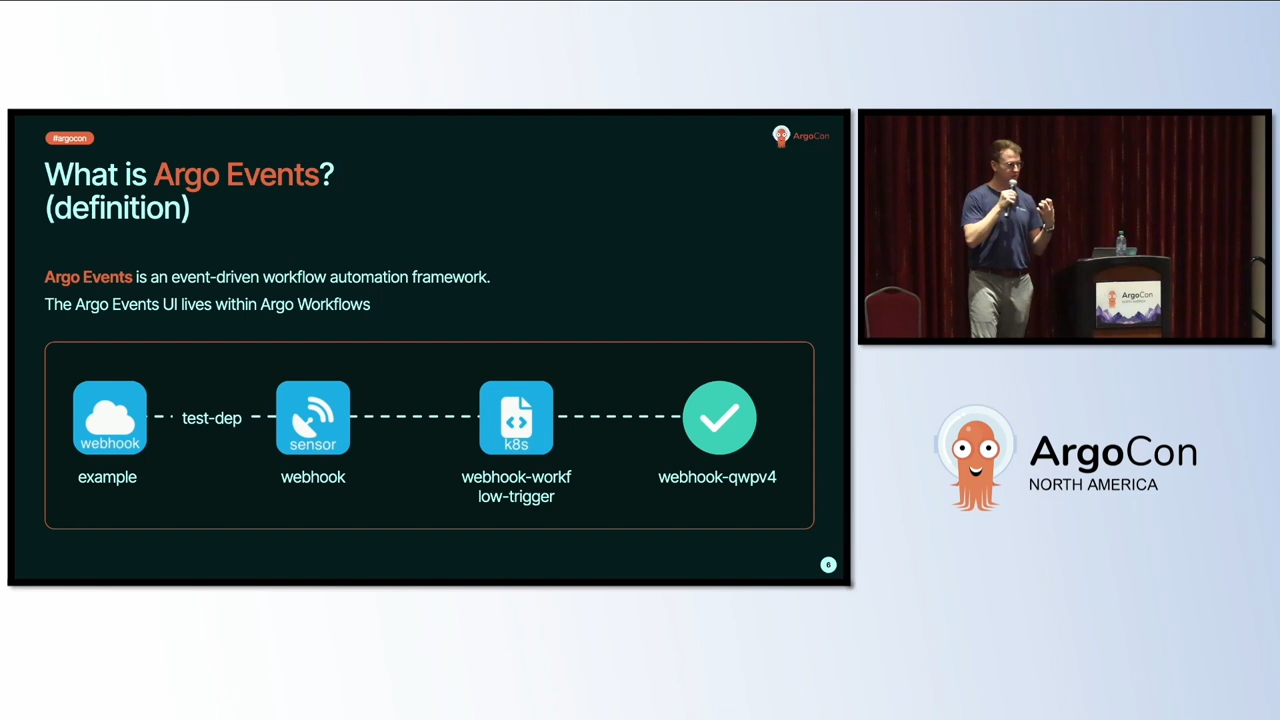 #argocon
ArgoCon
What is Argo Events?
(definition)
Argo Events is an event-driven workflow automation framework.
The Argo Events UI lives within Argo Workflows
webhook
example
test-dep
sensor
webhook
k8s
webhook-workf
low-trigger
webhook-qwpv4
6
ArgoCon
NORTH AMERICA
ArgoCon
NORTH AMERICA